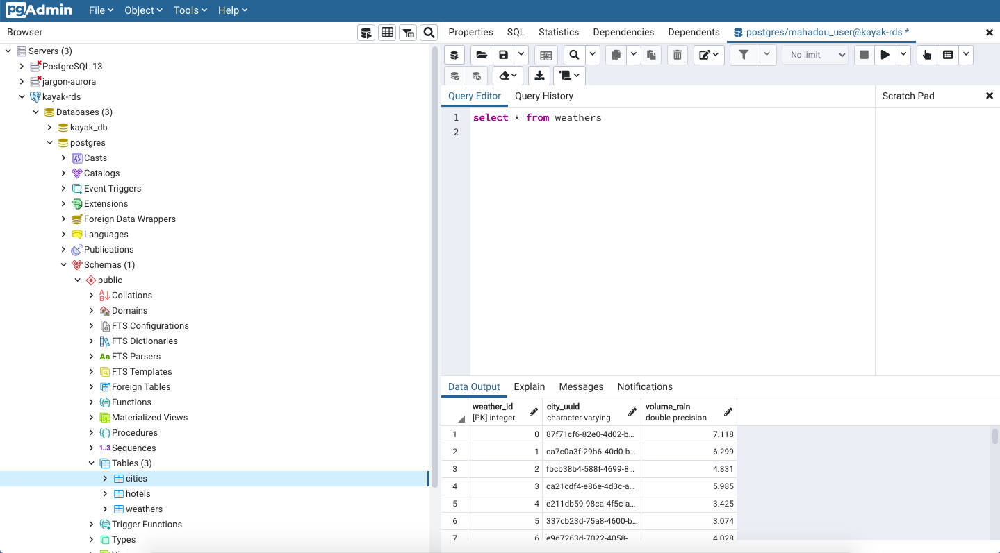 pgAdmin File Object Tools Help
Browser
Servers (3)
PostgreSQL 13
jargon-aurora
kayak-rds
Databases (3)
kayak_db
postgres
Casts
Catalogs
Event Triggers
Extensions
Foreign Data Wrappers
Languages
Publications
Schemas (1)
public
Collations
Domains
FTS Configurations
FTS Dictionaries
Aa FTS Parsers
FTS Templates
Foreign Tables
Functions
Materialized Views
Procedures
1..3 Sequences
Tables (3)
cities
hotels
weathers
Trigger Functions
Types
Properties SQL Statistics Dependencies Dependents postgres/mahadou_user@kayak-rds *
No limit
Query Editor Query History Scratch Pad
1 select * from weathers
2
Data Output Explain Messages Notifications
weather_id city_uuid volume_rain
[PK] integer character varying double precision
1 0 87f71cf6-82e0-4d02-b... 7.118
2 1 ca7c0a3f-29b6-40d0-b... 6.299
3 2 fbcb38b4-588f-4699-8... 4.831
4 3 ca21cdf4-e86e-4d3c-a... 5.985
5 4 e211db59-98ca-4f5c-a... 3.425
6 5 337cb23d-75a8-4600-b... 3.074
7 6 e9d7263d-7022-4058- 4.028